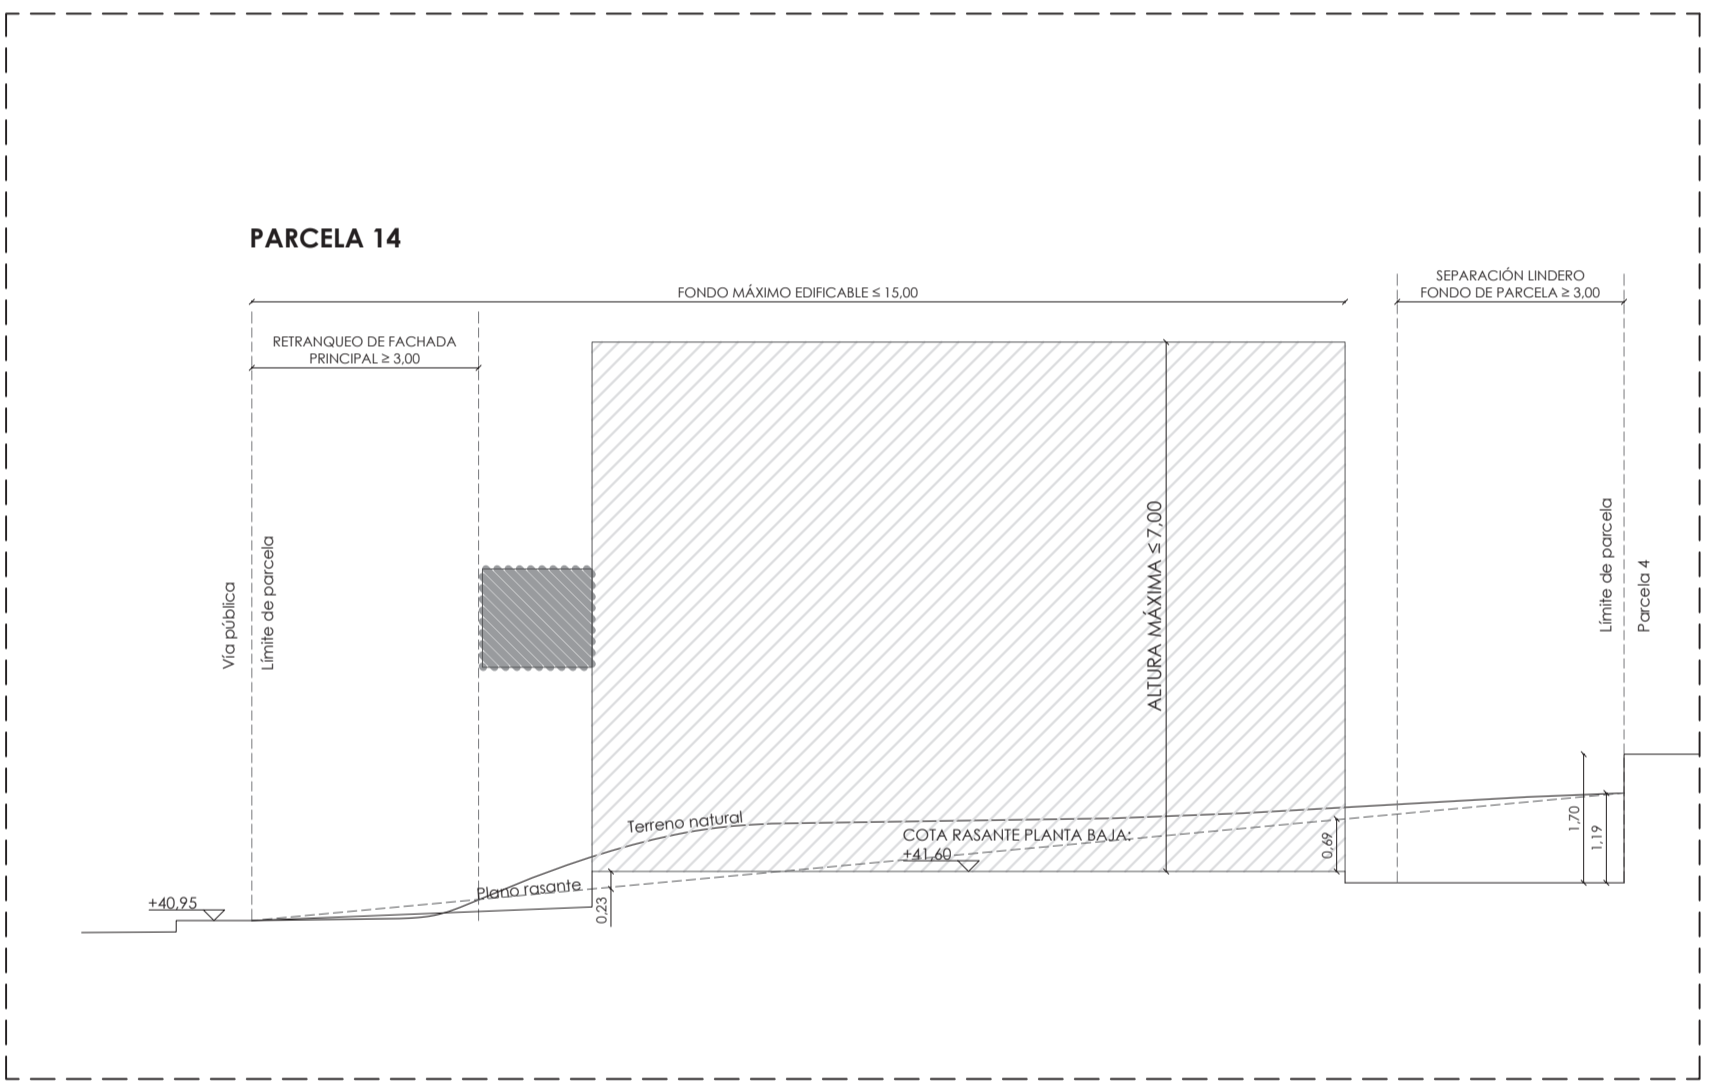 PARCELA 14
FONDO MÁXIMO EDIFICABLE ≤ 15,00
SEPARACIÓN LINDERO
FONDO DE PARCELA ≥ 3,00
RETRANQUEO DE FACHADA
PRINCIPAL ≥ 3,00
Vía pública
Límite de parcela
ALTURA MÁXIMA ≤ 7,00
Límite de parcela
Parcela 4
Terreno natural
COTA RASANTE PLANTA BAJA:
+41,60
0,69
1,70
1,19
Plano rasante
+40,95
0,23